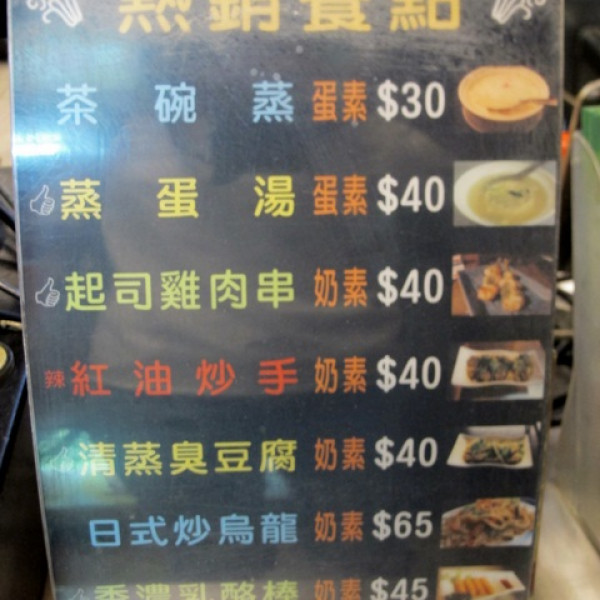 熱銷餐點
茶碗蒸 蛋素 $30
蒸蛋湯 蛋素 $40
起司雞肉串 奶素 $40
辣 紅油炒手 奶素 $40
清蒸臭豆腐 奶素 $40
日式炒烏龍 奶素 $65
香濃乳酪棒 奶素 $45